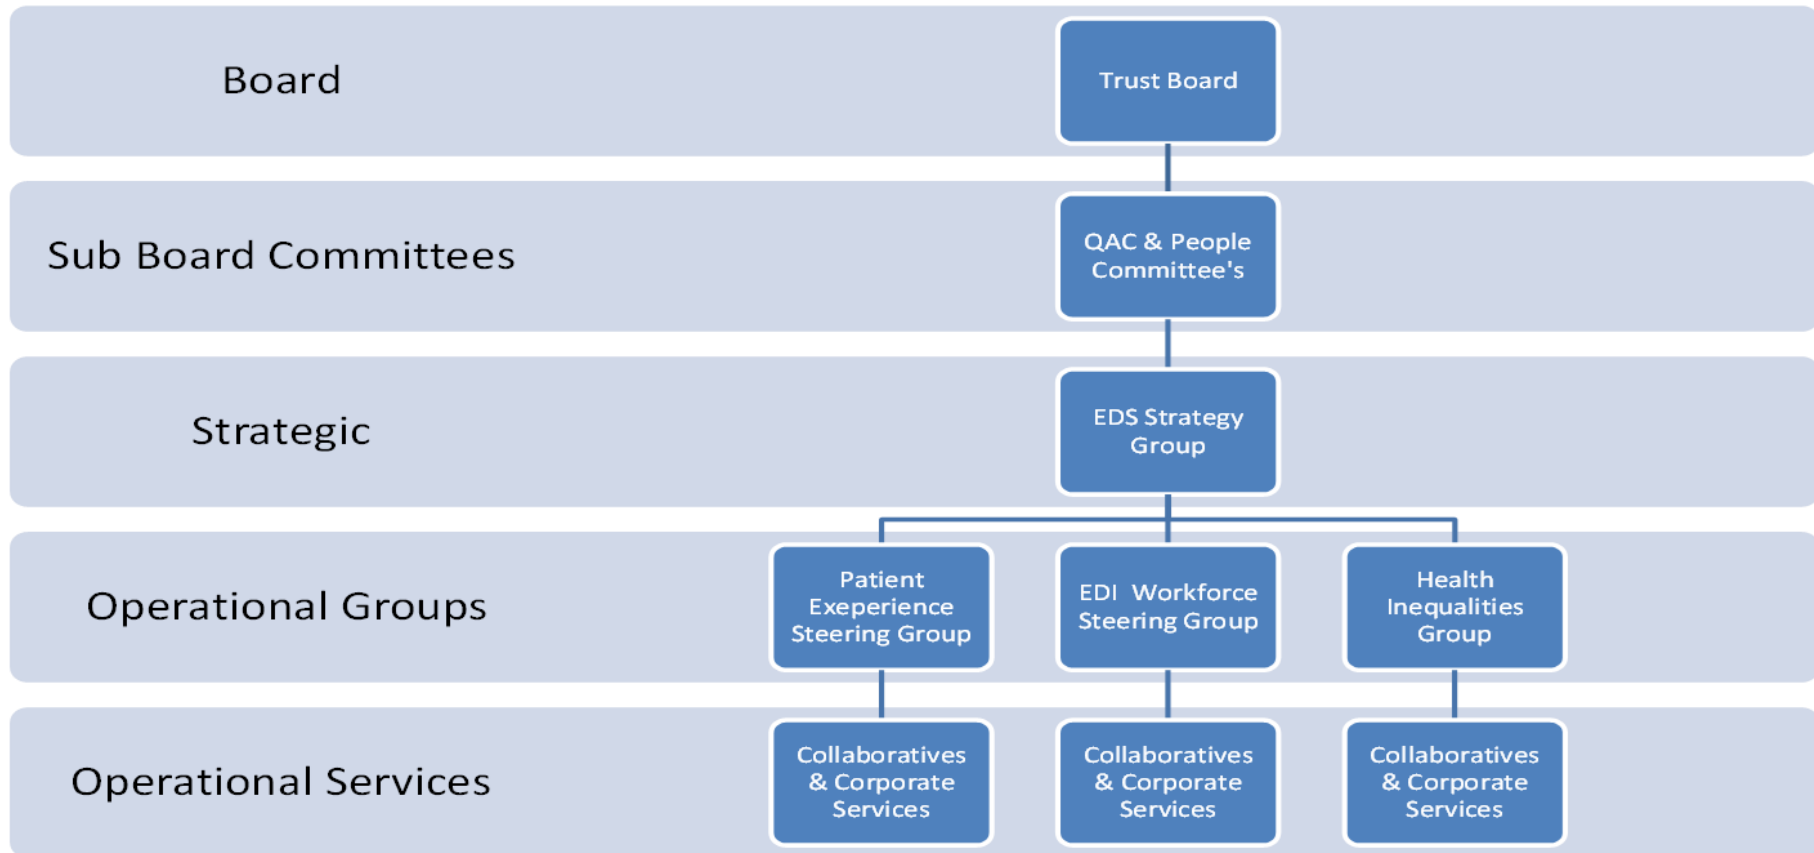 Board
Trust Board
Sub Board Committees
QAC & People
Committee's
Strategic
EDS Strategy
Group
Operational Groups
Patient
Exeperience
Steering Group
EDI  Workforce
Steering Group
Health
Inequalities
Group
Operational Services
Collaboratives
& Corporate
Services
Collaboratives
& Corporate
Services
Collaboratives
& Corporate
Services